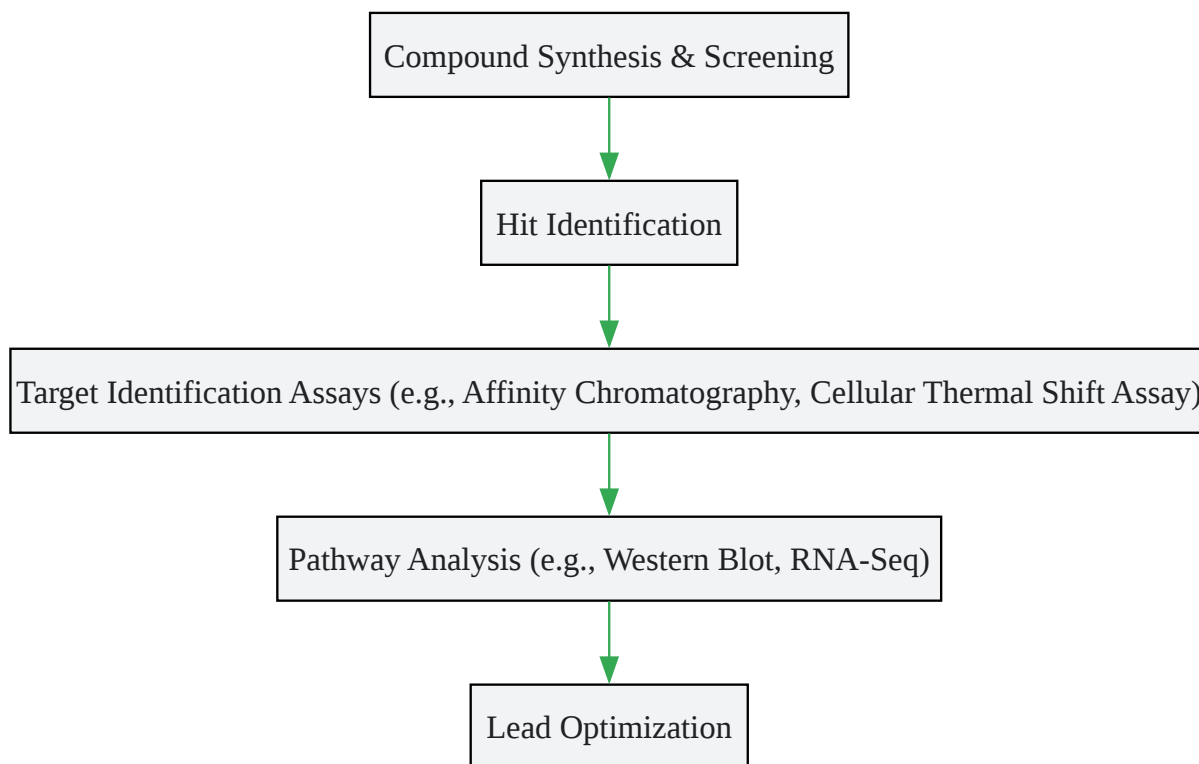 Compound Synthesis & Screening
Hit Identification
Target Identification Assays (e.g., Affinity Chromatography, Cellular Thermal Shift Assay)
Pathway Analysis (e.g., Western Blot, RNA-Seq)
Lead Optimization